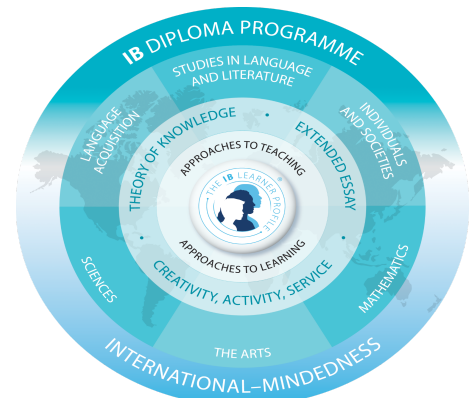 IB DIPLOMA PROGRAMME
STUDIES IN LANGUAGE
AND LITERATURE
LANGUAGE
ACQUISITION
INDIVIDUALS
AND SOCIETIES
THEORY OF KNOWLEDGE
EXTENDED ESSAY
APPROACHES TO TEACHING
THE IB LEARNER PROFILE
®
APPROACHES TO LEARNING
CREATIVITY, ACTIVITY, SERVICE
SCIENCES
MATHEMATICS
THE ARTS
INTERNATIONAL–MINDEDNESS